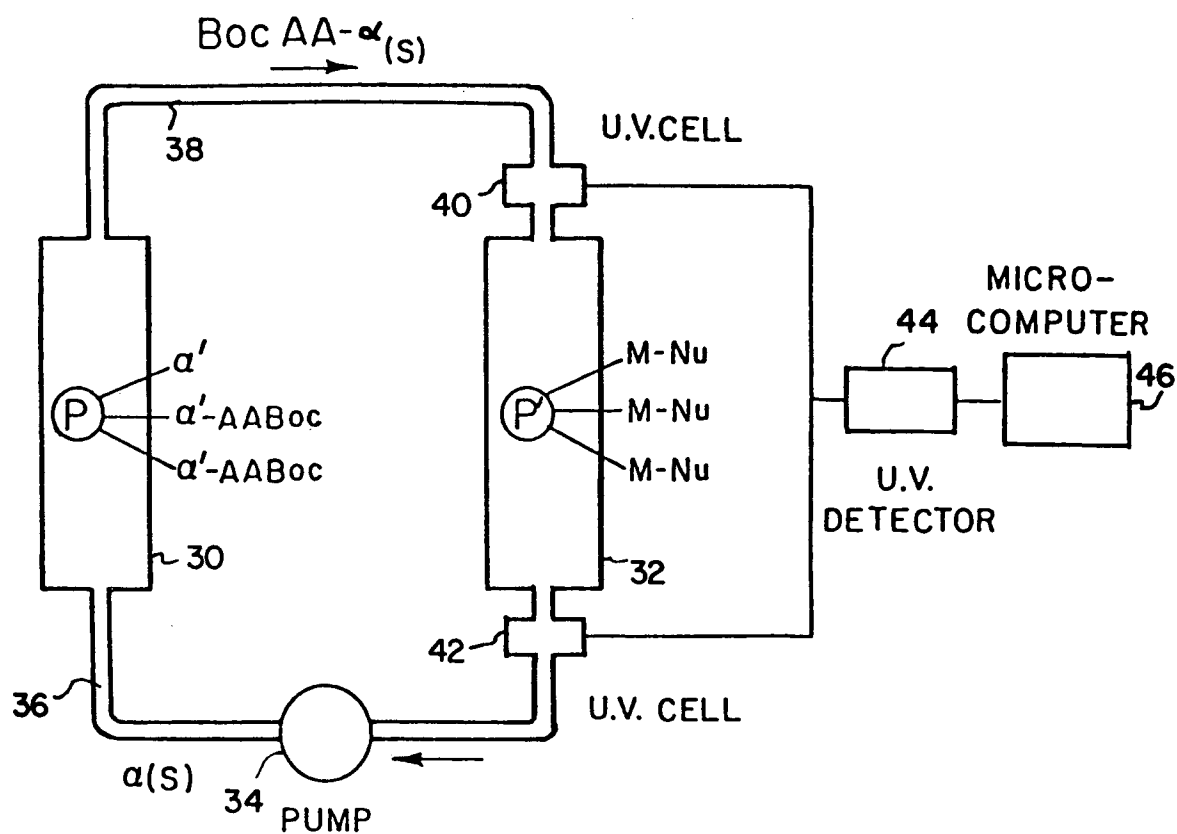 Boc AA-α(S)
38
U.V.CELL
40
MICRO-
COMPUTER
44
46
α'
P
α'-AABoc
α'-AABoc
M-Nu
P'
M-Nu
M-Nu
U.V.
DETECTOR
30
32
42
36
U.V. CELL
α(S)
34
PUMP